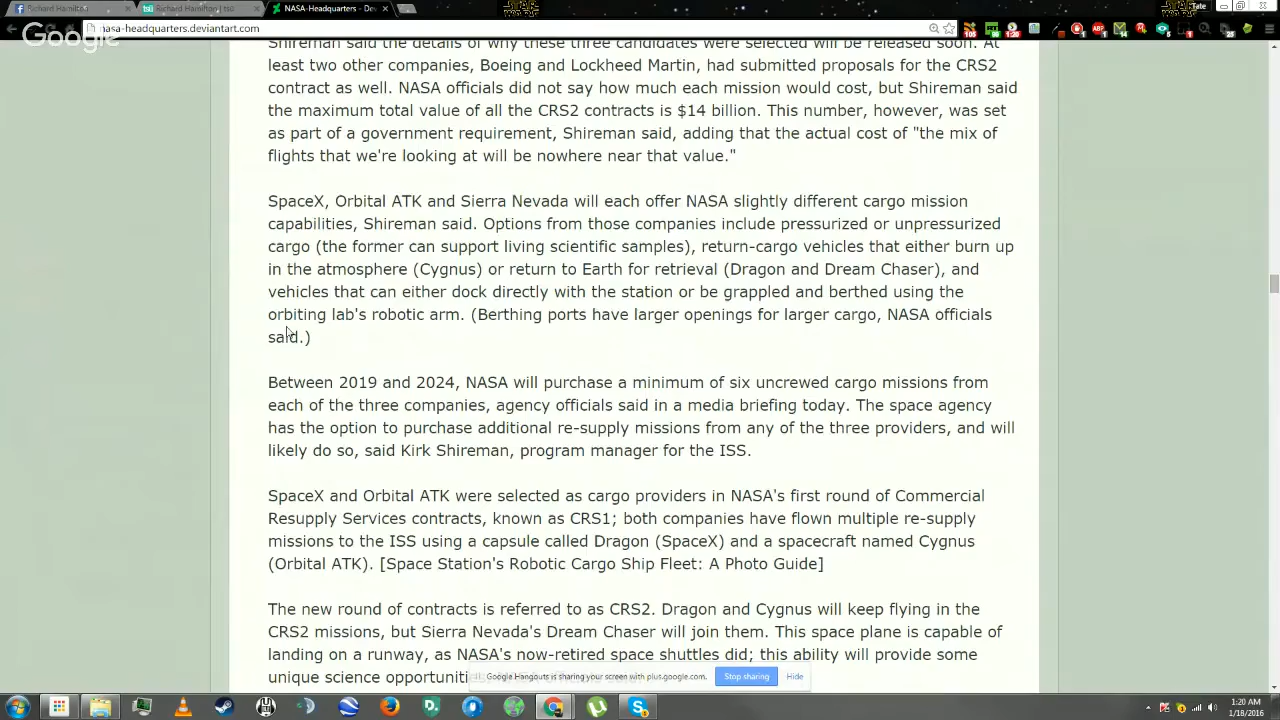 Richard Hamilton
Richard Hamilton | tsū
NASA-Headquarters - Dev
Tate
nasa-headquarters.deviantart.com
Google
Shireman said the details of why these three candidates were selected will be released soon. At
least two other companies, Boeing and Lockheed Martin, had submitted proposals for the CRS2
contract as well. NASA officials did not say how much each mission would cost, but Shireman said
the maximum total value of all the CRS2 contracts is $14 billion. This number, however, was set
as part of a government requirement, Shireman said, adding that the actual cost of "the mix of
flights that we're looking at will be nowhere near that value."
SpaceX, Orbital ATK and Sierra Nevada will each offer NASA slightly different cargo mission
capabilities, Shireman said. Options from those companies include pressurized or unpressurized
cargo (the former can support living scientific samples), return-cargo vehicles that either burn up
in the atmosphere (Cygnus) or return to Earth for retrieval (Dragon and Dream Chaser), and
vehicles that can either dock directly with the station or be grappled and berthed using the
orbiting lab's robotic arm. (Berthing ports have larger openings for larger cargo, NASA officials
said.)
Between 2019 and 2024, NASA will purchase a minimum of six uncrewed cargo missions from
each of the three companies, agency officials said in a media briefing today. The space agency
has the option to purchase additional re-supply missions from any of the three providers, and will
likely do so, said Kirk Shireman, program manager for the ISS.
SpaceX and Orbital ATK were selected as cargo providers in NASA's first round of Commercial
Resupply Services contracts, known as CRS1; both companies have flown multiple re-supply
missions to the ISS using a capsule called Dragon (SpaceX) and a spacecraft named Cygnus
(Orbital ATK). [Space Station's Robotic Cargo Ship Fleet: A Photo Guide]
The new round of contracts is referred to as CRS2. Dragon and Cygnus will keep flying in the
CRS2 missions, but Sierra Nevada's Dream Chaser will join them. This space plane is capable of
landing on a runway, as NASA's now-retired space shuttles did; this ability will provide some
unique science opportuniti
Google Hangouts is sharing your screen with plus.google.com.
Stop sharing
Hide
1:20 AM
1/18/2016